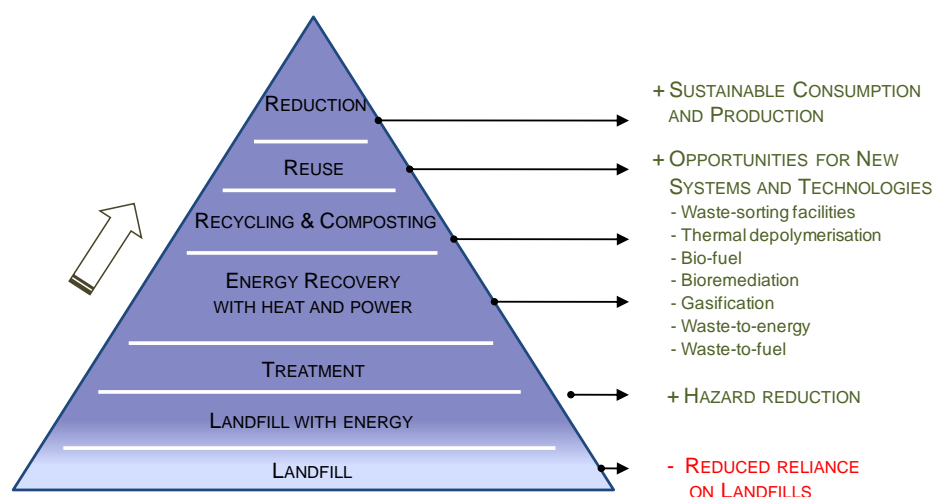 REDUCTION
REUSE
RECYCLING & COMPOSTING
ENERGY RECOVERY
WITH HEAT AND POWER
TREATMENT
LANDFILL WITH ENERGY
LANDFILL
+ SUSTAINABLE CONSUMPTION
AND PRODUCTION
+ OPPORTUNITIES FOR NEW
SYSTEMS AND TECHNOLOGIES
- Waste-sorting facilities
- Thermal depolymerisation
- Bio-fuel
- Bioremediation
- Gasification
- Waste-to-energy
- Waste-to-fuel
+ HAZARD REDUCTION
- REDUCED RELIANCE
ON LANDFILLS